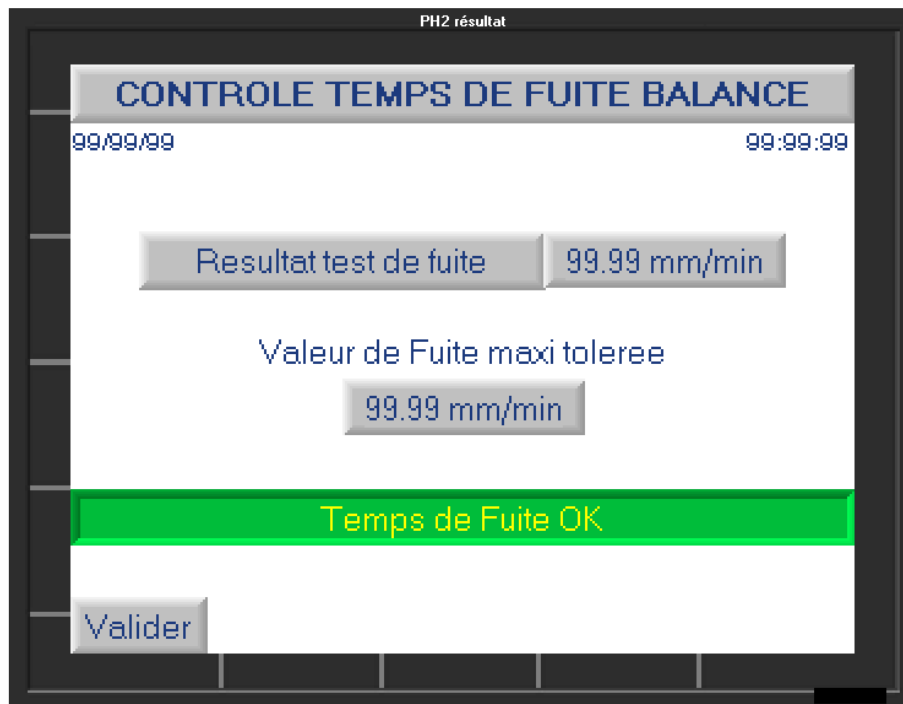 PH2 résultat
CONTROLE TEMPS DE FUITE BALANCE
99/99/99 99:99:99
Resultat test de fuite 99.99 mm/min
Valeur de Fuite maxi toleree
99.99 mm/min
Temps de Fuite OK
Valider